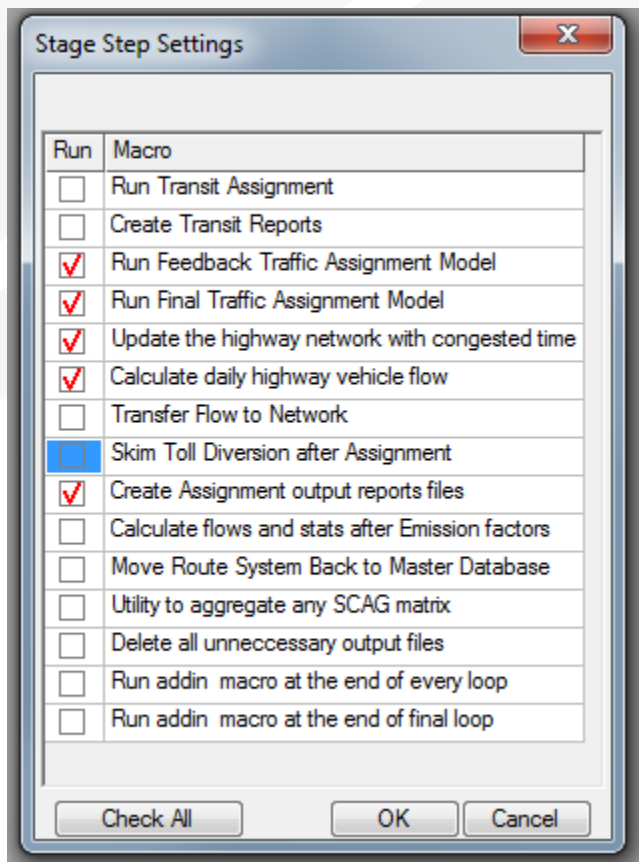 Stage Step Settings
Run Macro
Run Transit Assignment
Create Transit Reports
Run Feedback Traffic Assignment Model
Run Final Traffic Assignment Model
Update the highway network with congested time
Calculate daily highway vehicle flow
Transfer Flow to Network
Skim Toll Diversion after Assignment
Create Assignment output reports files
Calculate flows and stats after Emission factors
Move Route System Back to Master Database
Utility to aggregate any SCAG matrix
Delete all unneccessary output files
Run addin macro at the end of every loop
Run addin macro at the end of final loop
Check All OK Cancel